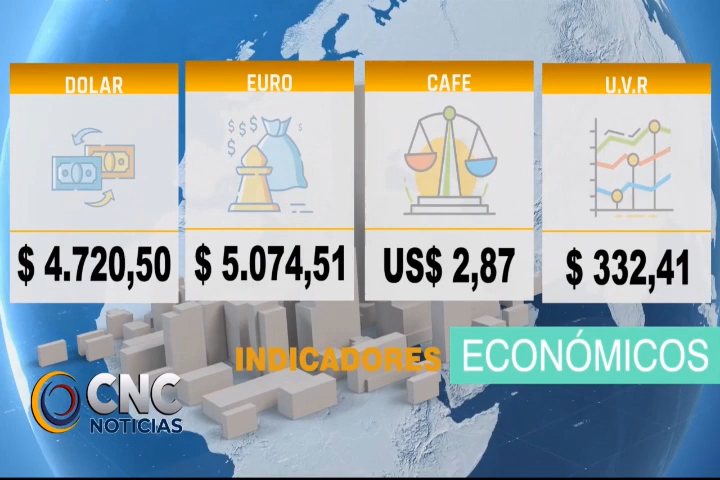 DOLAR
EURO
CAFE
U.V.R
$ $ $
$
$
$ 4.720,50
$ 5.074,51
US$ 2,87
$ 332,41
INDICADORES ECONÓMICOS
CNC
NOTICIAS